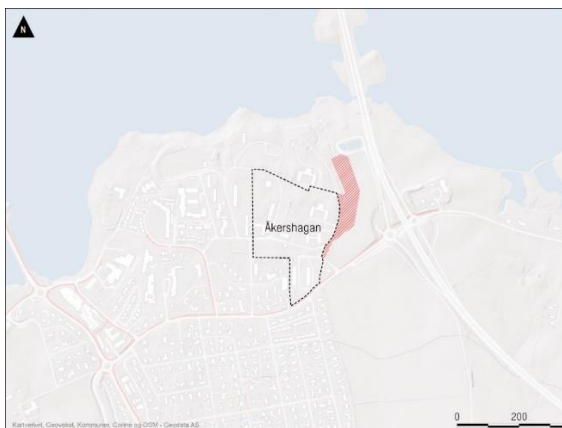 N
Åkershagan
0 200
Kartverket, Geovekst, Kommuner, Corine og OSM - Geodata AS